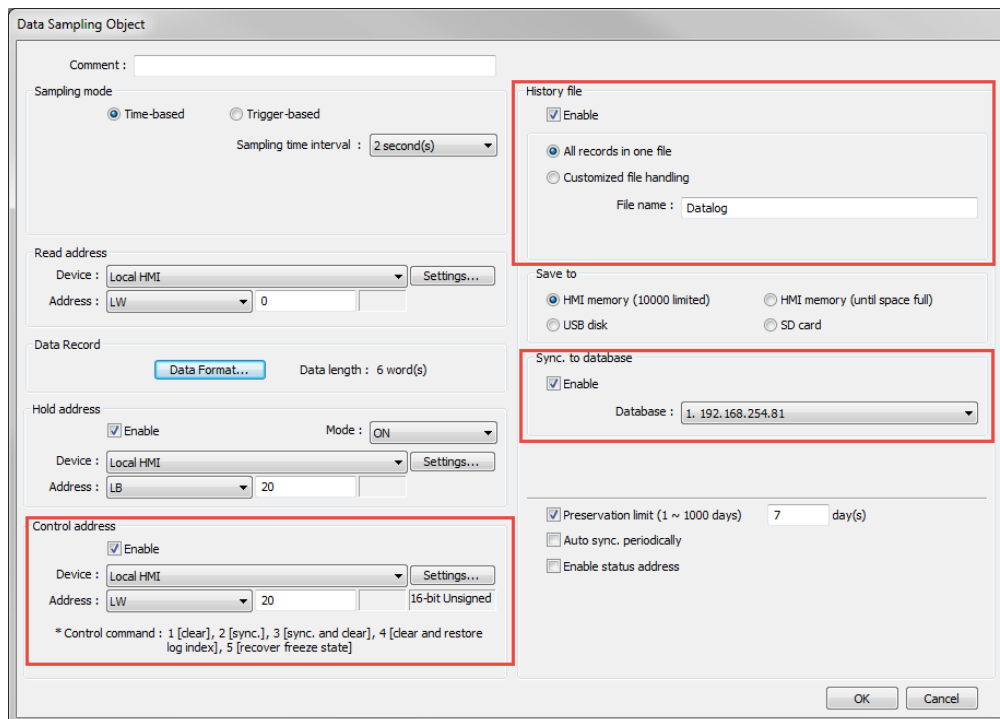 Data Sampling Object
Comment :
Sampling mode
Time-based Trigger-based
Sampling time interval : 2 second(s)
Read address
Device : Local HMI Settings...
Address : LW 0
Data Record
Data Format... Data length : 6 word(s)
Hold address
Enable Mode : ON
Device : Local HMI Settings...
Address : LB 20
Control address
Enable
Device : Local HMI Settings...
Address : LW 20 16-bit Unsigned
* Control command : 1 [clear], 2 [sync.], 3 [sync. and clear], 4 [clear and restore
log index], 5 [recover freeze state]
History file
Enable
All records in one file
Customized file handling
File name : Datalog
Save to
HMI memory (10000 limited) HMI memory (until space full)
USB disk SD card
Sync. to database
Enable
Database : 1. 192.168.254.81
Preservation limit (1 ~ 1000 days) 7 day(s)
Auto sync. periodically
Enable status address
OK Cancel